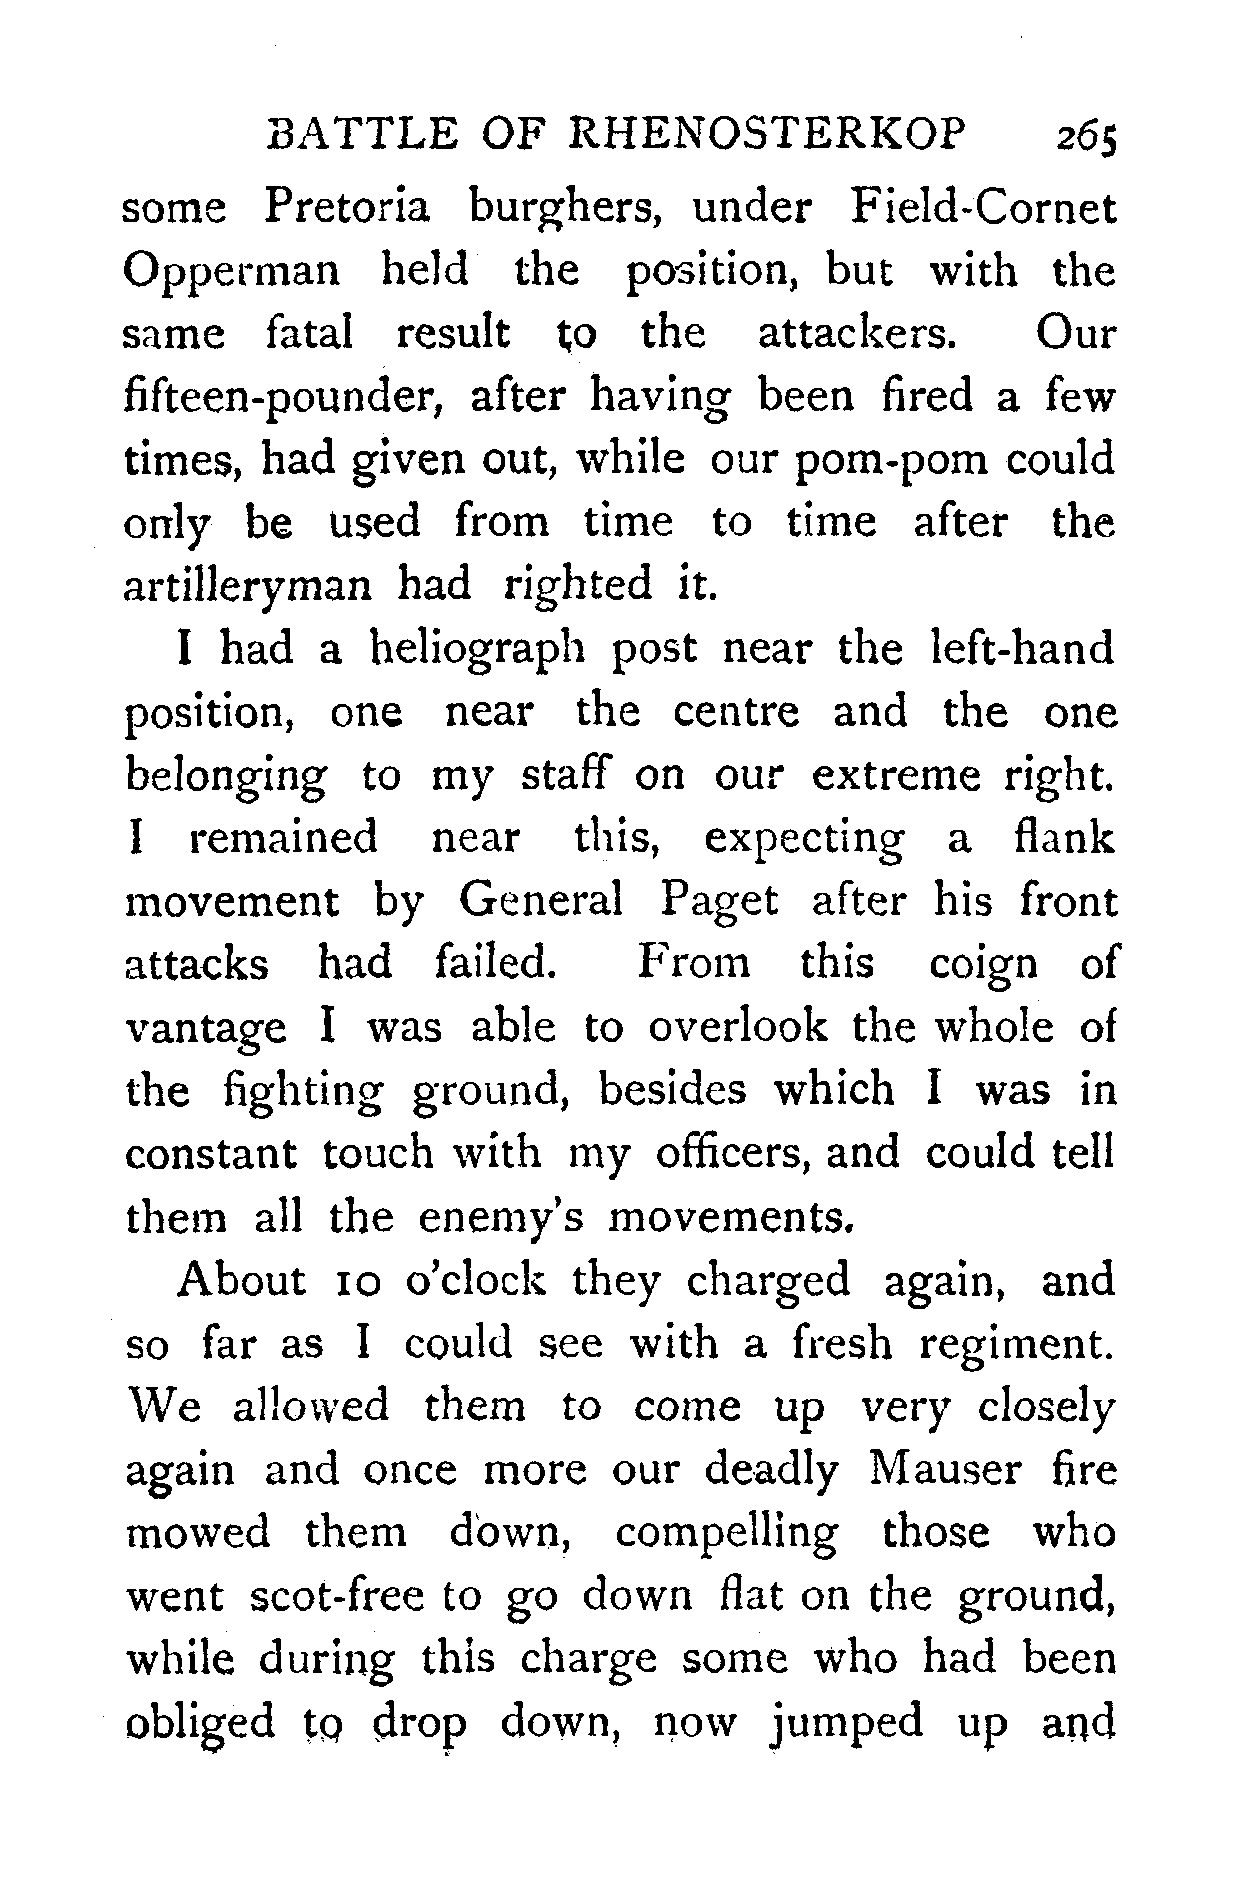 BATTLE OF RHENOSTERKOP 265
some Pretoria burghers, under Field-Cornet
Opperman held the position, but with the
same fatal result to the attackers. Our
fifteen-pounder, after having been fired a few
times, had given out, while our pom-pom could
only be used from time to time after the
artilleryman had righted it.
I had a heliograph post near the left-hand
position, one near the centre and the one
belonging to my staff on our extreme right.
I remained near this, expecting a flank
movement by General Paget after his front
attacks had failed. From this coign of
vantage I was able to overlook the whole of
the fighting ground, besides which I was in
constant touch with my officers, and could tell
them all the enemy's movements.
About 10 o'clock they charged again, and
so far as I could see with a fresh regiment.
We allowed them to come up very closely
again and once more our deadly Mauser fire
mowed them down, compelling those who
went scot-free to go down flat on the ground,
while during this charge some who had been
obliged to drop down, now jumped up and